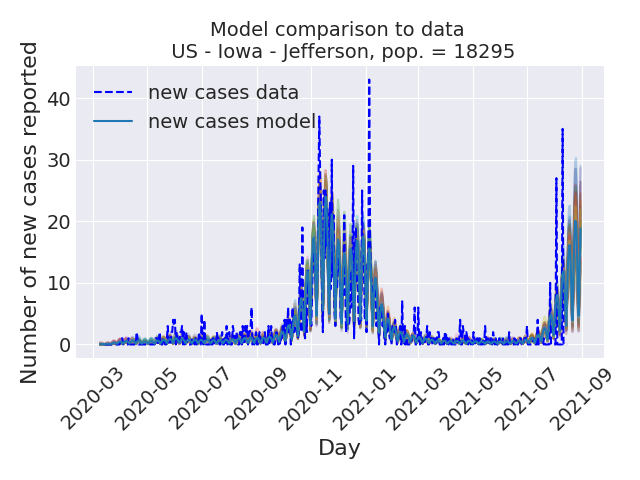 Model comparison to data
US - Iowa - Jefferson, pop. = 18295
Number of new cases reported
40
30
20
10
0
new cases data
new cases model
2020-03
2020-05
2020-07
2020-09
2020-11
2021-01
2021-03
2021-05
2021-07
2021-09
Day